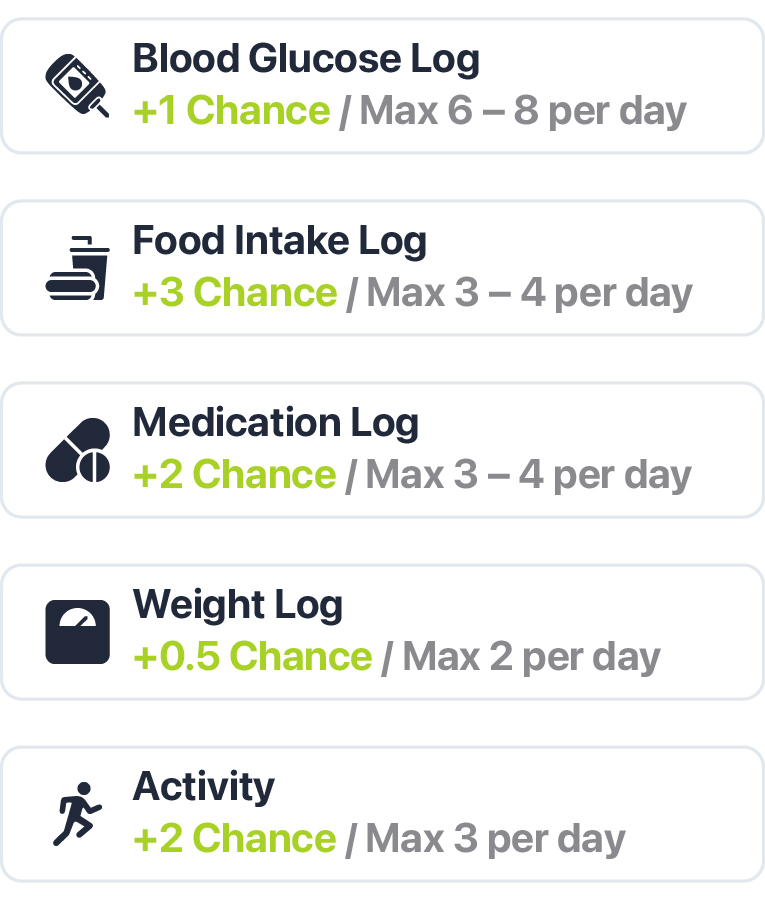 Blood Glucose Log
+1 Chance / Max 6 – 8 per day
Food Intake Log
+3 Chance / Max 3 – 4 per day
Medication Log
+2 Chance / Max 3 – 4 per day
Weight Log
+0.5 Chance / Max 2 per day
Activity
+2 Chance / Max 3 per day